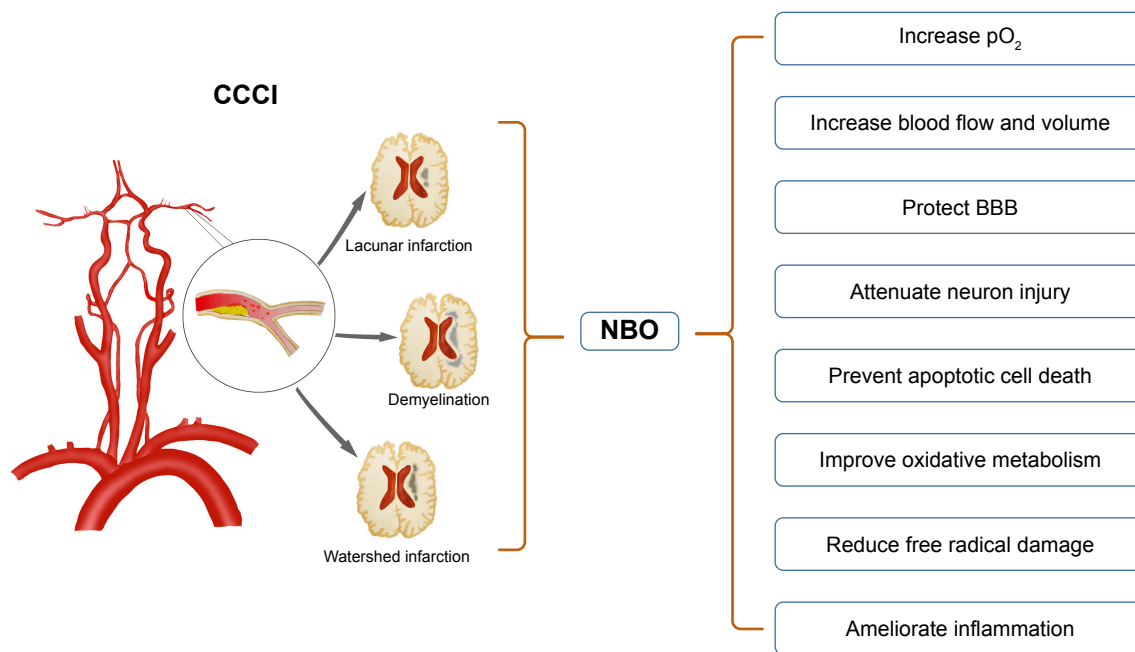 CCCI
Lacunar infarction
Demyelination
Watershed infarction
NBO
Increase pO₂
Increase blood flow and volume
Protect BBB
Attenuate neuron injury
Prevent apoptotic cell death
Improve oxidative metabolism
Reduce free radical damage
Ameliorate inflammation